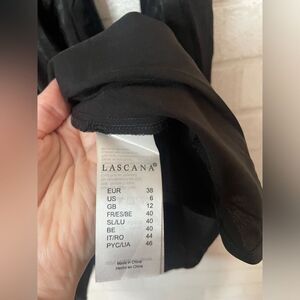 LASCANA®
EUR 38
US 6
GB 12
FR/ES/BE 40
SL/LU 40
BE 40
IT/RO 44
PYC/UA 46
Made in China
Hecho en China